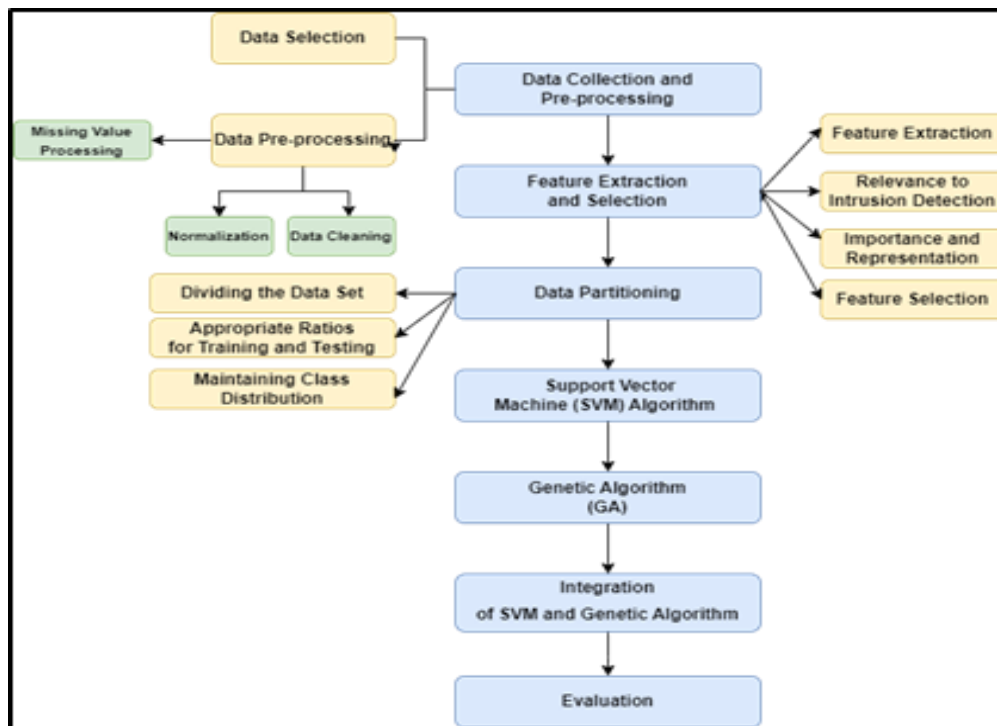 Data Selection
Data Collection and
Pre-processing
Missing Value
Processing
Data Pre-processing
Feature Extraction
Feature Extraction
and Selection
Relevance to
Intrusion Detection
Normalization
Data Cleaning
Importance and
Representation
Dividing the Data Set
Data Partitioning
Feature Selection
Appropriate Ratios
for Training and Testing
Maintaining Class
Distribution
Support Vector
Machine (SVM) Algorithm
Genetic Algorithm
(GA)
Integration
of SVM and Genetic Algorithm
Evaluation